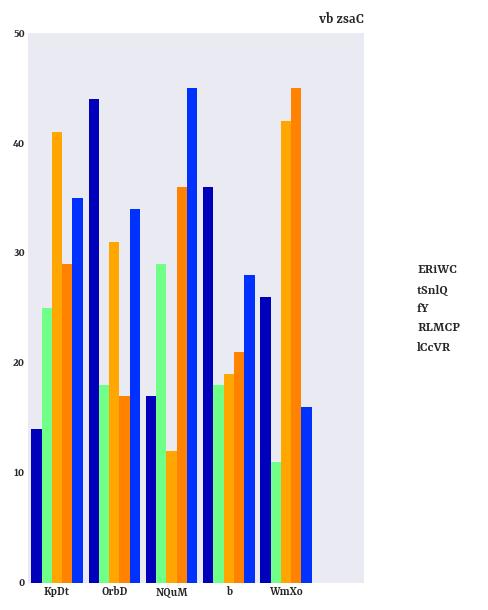 vb zsaC
50
40
30
20
10
0
KpDt OrbD NQuM b WmXo
ERiWC
tSnlQ
fY
RLMCP
lCcVR